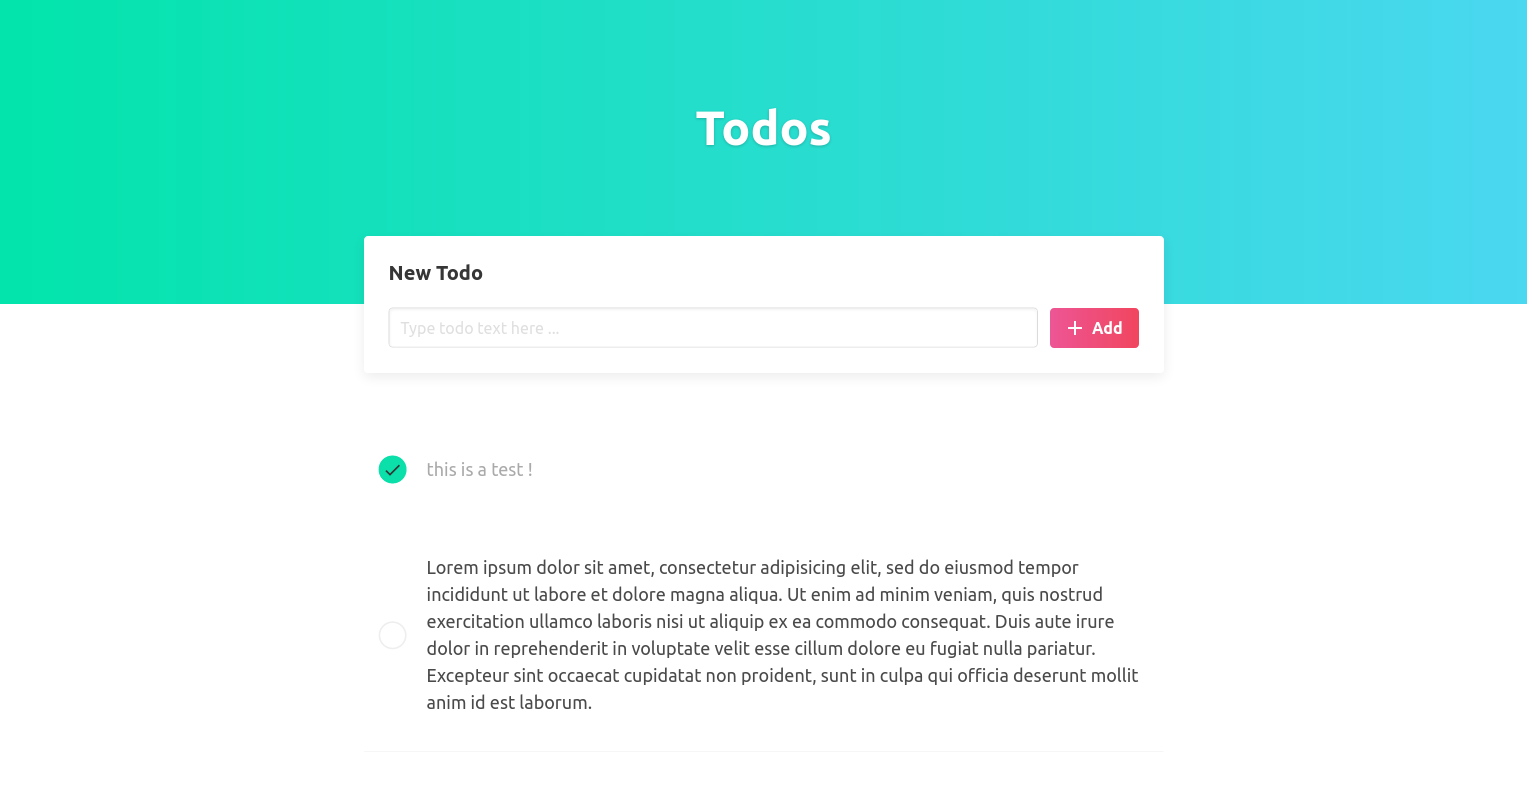 Todos
New Todo
Type todo text here ...
Add
this is a test !
Lorem ipsum dolor sit amet, consectetur adipisicing elit, sed do eiusmod tempor
incididunt ut labore et dolore magna aliqua. Ut enim ad minim veniam, quis nostrud
exercitation ullamco laboris nisi ut aliquip ex ea commodo consequat. Duis aute irure
dolor in reprehenderit in voluptate velit esse cillum dolore eu fugiat nulla pariatur.
Excepteur sint occaecat cupidatat non proident, sunt in culpa qui officia deserunt mollit
anim id est laborum.